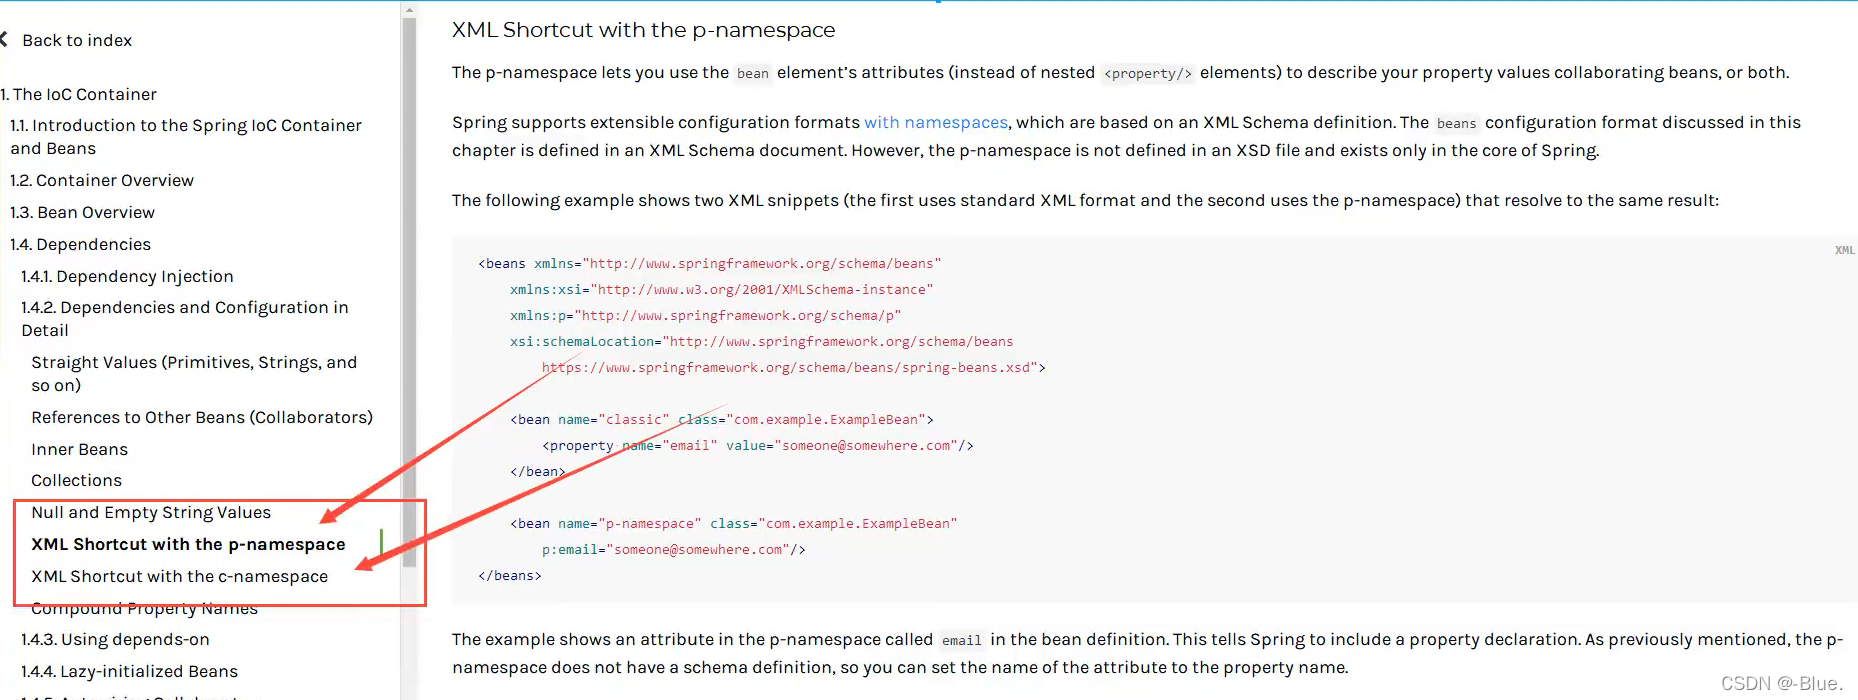 Back to index
1. The IoC Container
1.1. Introduction to the Spring IoC Container
and Beans
1.2. Container Overview
1.3. Bean Overview
1.4. Dependencies
1.4.1. Dependency Injection
1.4.2. Dependencies and Configuration in
Detail
Straight Values (Primitives, Strings, and
so on)
References to Other Beans (Collaborators)
Inner Beans
Collections
Null and Empty String Values
XML Shortcut with the p-namespace
XML Shortcut with the c-namespace
Compound Property Names
1.4.3. Using depends-on
1.4.4. Lazy-initialized Beans
XML Shortcut with the p-namespace
The p-namespace lets you use the bean element’s attributes (instead of nested <property/> elements) to describe your property values collaborating beans, or both.
Spring supports extensible configuration formats with namespaces, which are based on an XML Schema definition. The beans configuration format discussed in this
chapter is defined in an XML Schema document. However, the p-namespace is not defined in an XSD file and exists only in the core of Spring.
The following example shows two XML snippets (the first uses standard XML format and the second uses the p-namespace) that resolve to the same result:
XML
<beans xmlns="http://www.springframework.org/schema/beans"
xmlns:xsi="http://www.w3.org/2001/XMLSchema-instance"
xmlns:p="http://www.springframework.org/schema/p"
xsi:schemaLocation="http://www.springframework.org/schema/beans
https://www.springframework.org/schema/beans/spring-beans.xsd">
<bean name="classic" class="com.example.ExampleBean">
<property name="email" value="someone@somewhere.com"/>
</bean>
<bean name="p-namespace" class="com.example.ExampleBean"
p:email="someone@somewhere.com"/>
</beans>
The example shows an attribute in the p-namespace called email in the bean definition. This tells Spring to include a property declaration. As previously mentioned, the p-
namespace does not have a schema definition, so you can set the name of the attribute to the property name.
CSDN @-Blue.